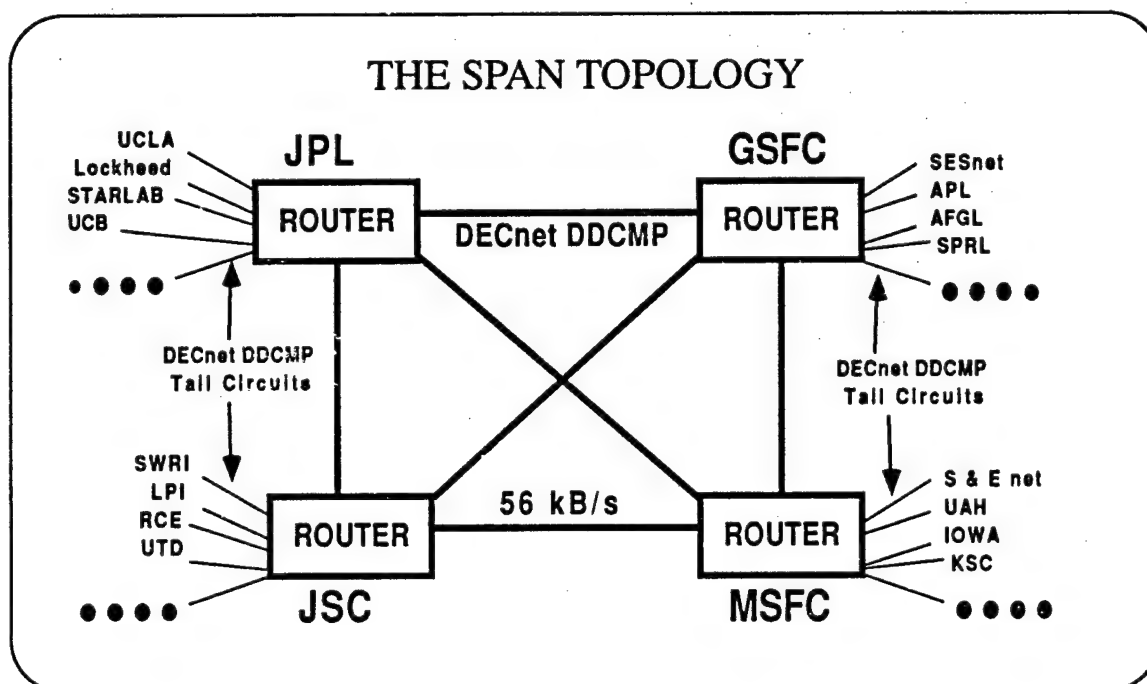 THE SPAN TOPOLOGY
JPL
UCLA
Lockheed
STARLAB
UCB
ROUTER
DECnet DDCMP
GSFC
ROUTER
SESnet
APL
AFGL
SPRL
DECnet DDCMP
Tail Circuits
DECnet DDCMP
Tail Circuits
SWRI
LPI
RCE
UTD
ROUTER
JSC
56 kB/s
ROUTER
MSFC
S & E net
UAH
IOWA
KSC